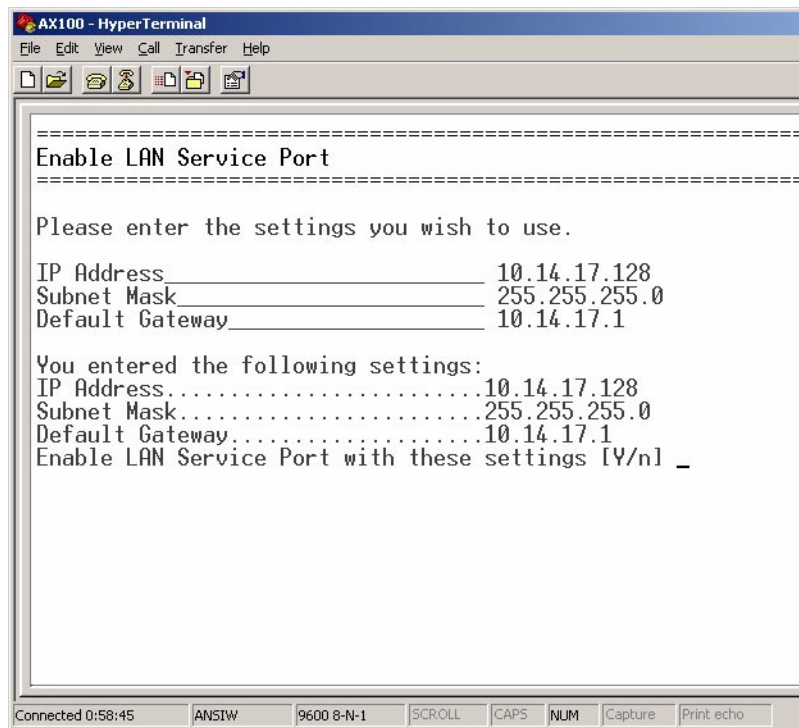 AX100 - HyperTerminal
File Edit View Call Transfer Help
==============================================================
Enable LAN Service Port
==============================================================
Please enter the settings you wish to use.
IP Address_________________________ 10.14.17.128
Subnet Mask________________________ 255.255.255.0
Default Gateway____________________ 10.14.17.1
You entered the following settings:
IP Address.........................10.14.17.128
Subnet Mask........................255.255.255.0
Default Gateway....................10.14.17.1
Enable LAN Service Port with these settings [Y/n] _
Connected 0:58:45 ANSIW 9600 8-N-1 SCROLL CAPS NUM Capture Print echo